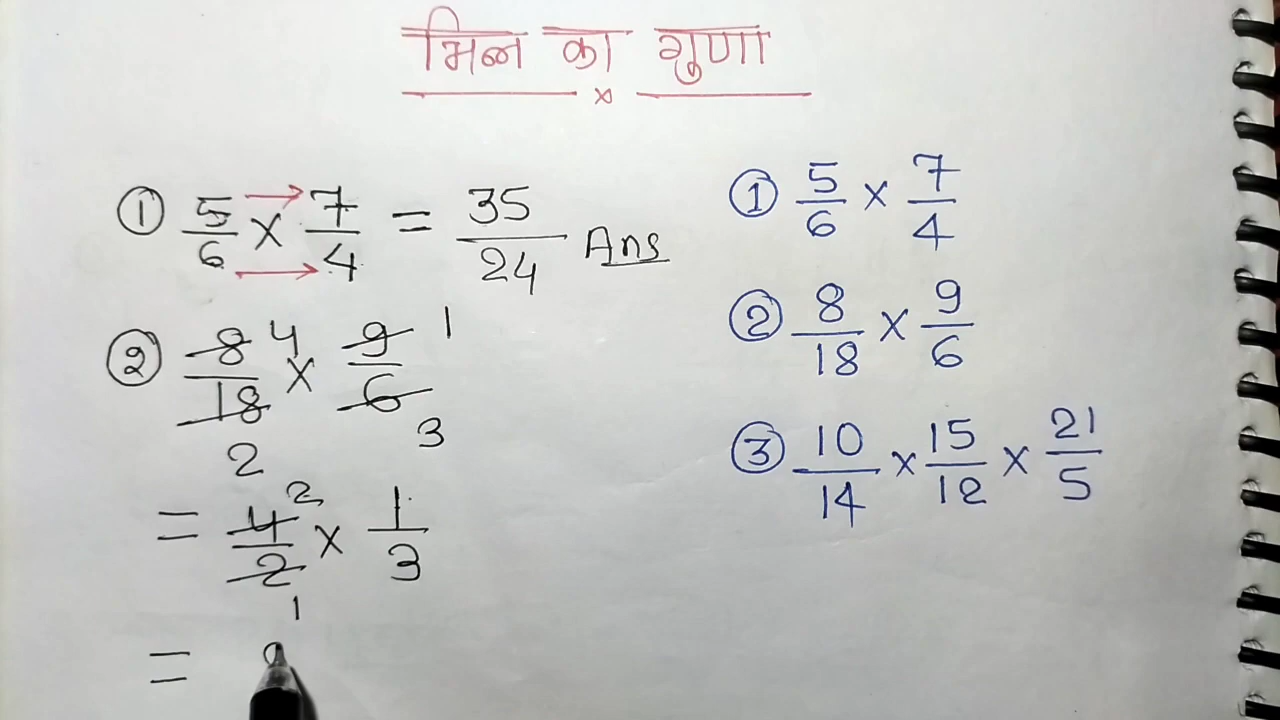 भिन्न का गुणा
×
① 5/6 × 7/4 = 35/24 Ans
② 8/18 4/2 × 9/6 1/3
= 4/2 2/1 × 1/3
=
① 5/6 × 7/4
② 8/18 × 9/6
③ 10/14 × 15/12 × 21/5